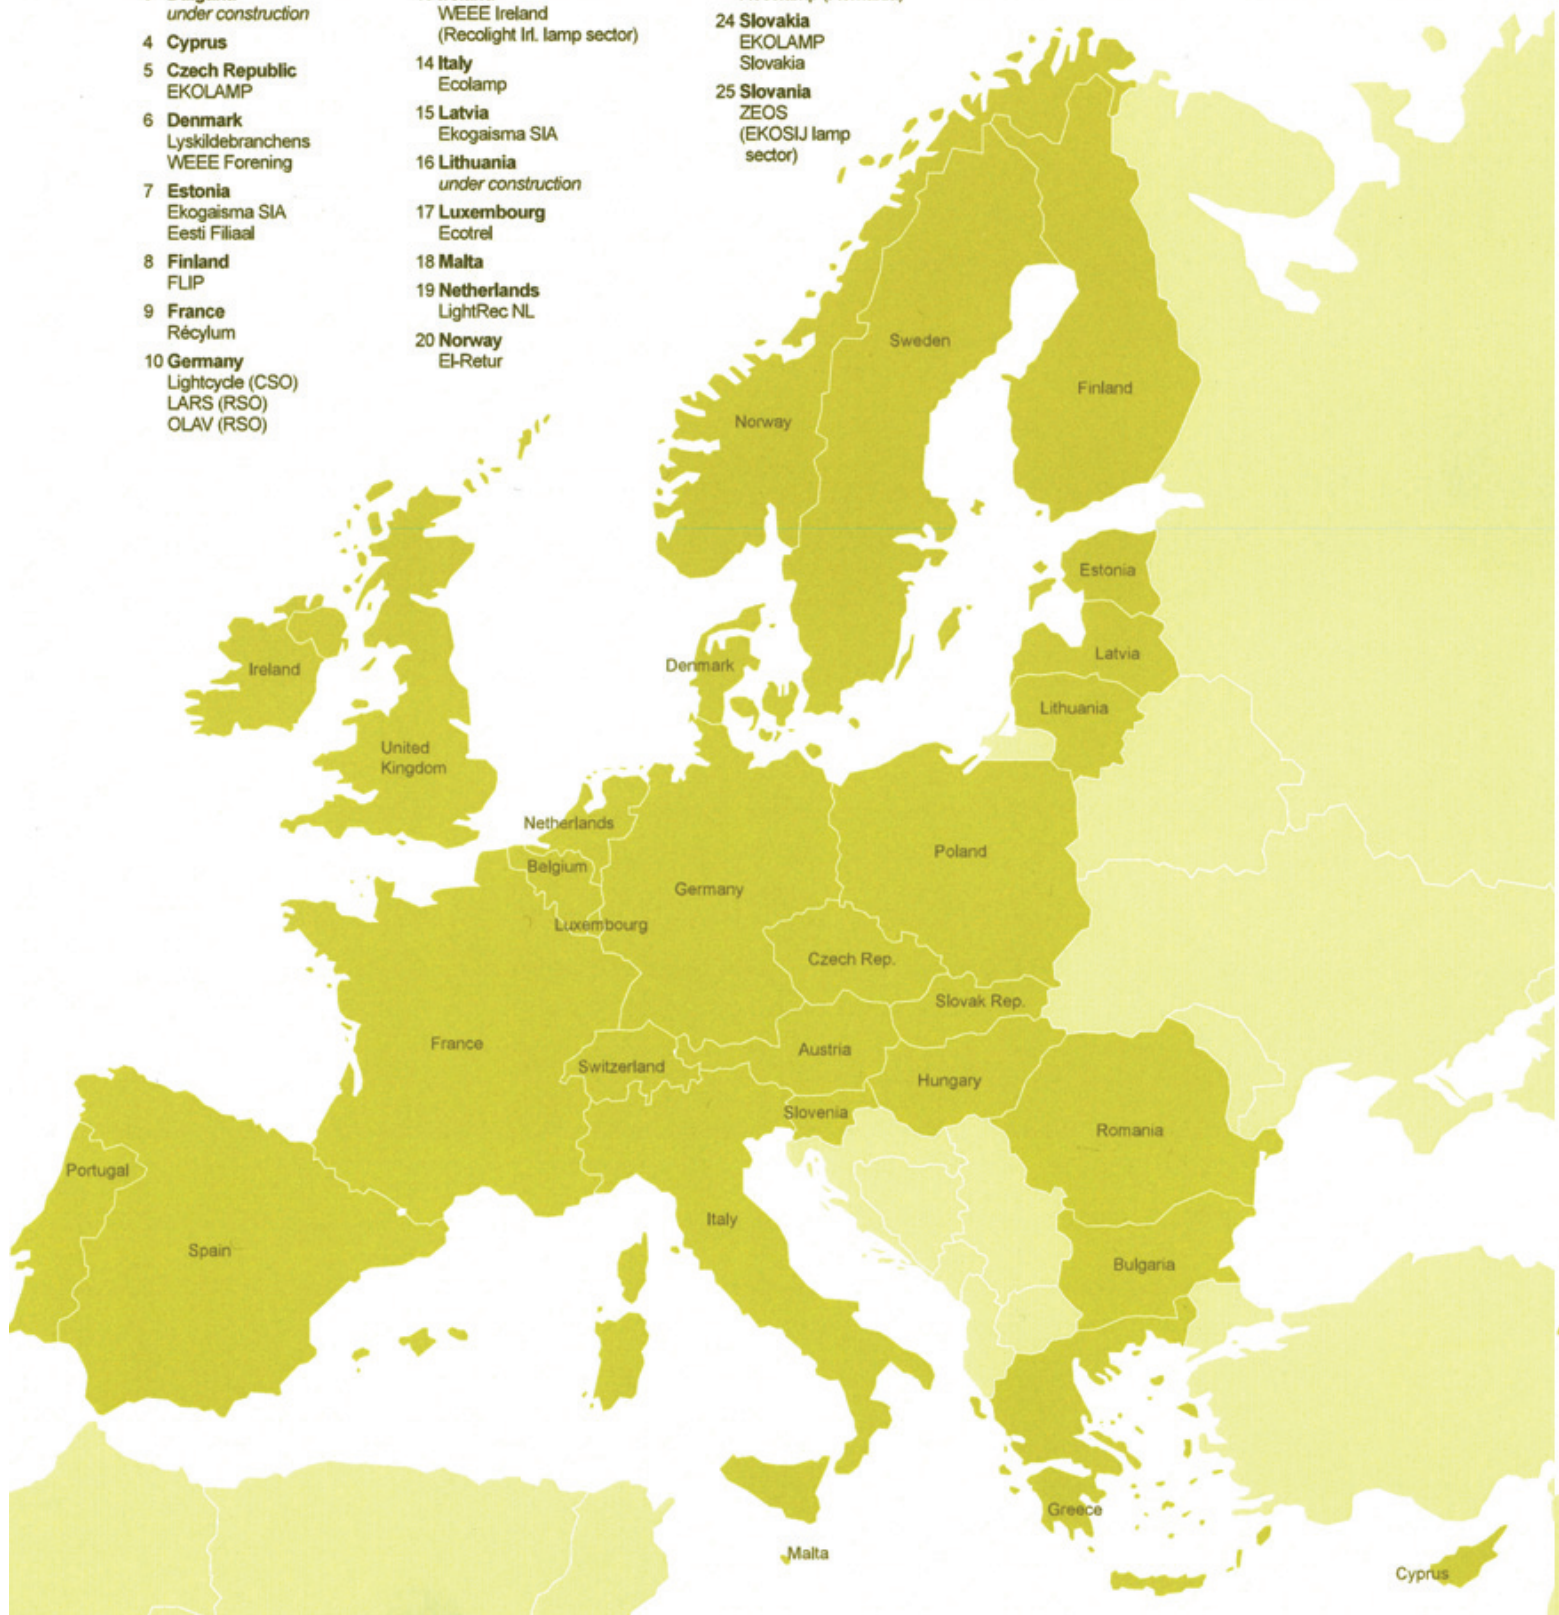 under construction
4 Cyprus
5 Czech Republic
EKOLAMP
6 Denmark
Lyskildebranchens
WEEE Forening
7 Estonia
Ekogaisma SIA
Eesti Filiaal
8 Finland
FLIP
9 France
Récylum
10 Germany
Lightcycle (CSO)
LARS (RSO)
OLAV (RSO)
WEEE Ireland
(Recolight Irl. lamp sector)
14 Italy
Ecolamp
15 Latvia
Ekogaisma SIA
16 Lithuania
under construction
17 Luxembourg
Ecotrel
18 Malta
19 Netherlands
LightRec NL
20 Norway
El-Retur
24 Slovakia
EKOLAMP
Slovakia
25 Slovania
ZEOS
(EKOSIJ lamp
sector)
Sweden
Finland
Norway
Estonia
Ireland
Denmark
Latvia
Lithuania
United
Kingdom
Netherlands
Belgium
Poland
Germany
Luxembourg
Czech Rep.
Slovak Rep.
France
Switzerland
Austria
Hungary
Slovenia
Romania
Portugal
Italy
Spain
Bulgaria
Greece
Malta
Cyprus